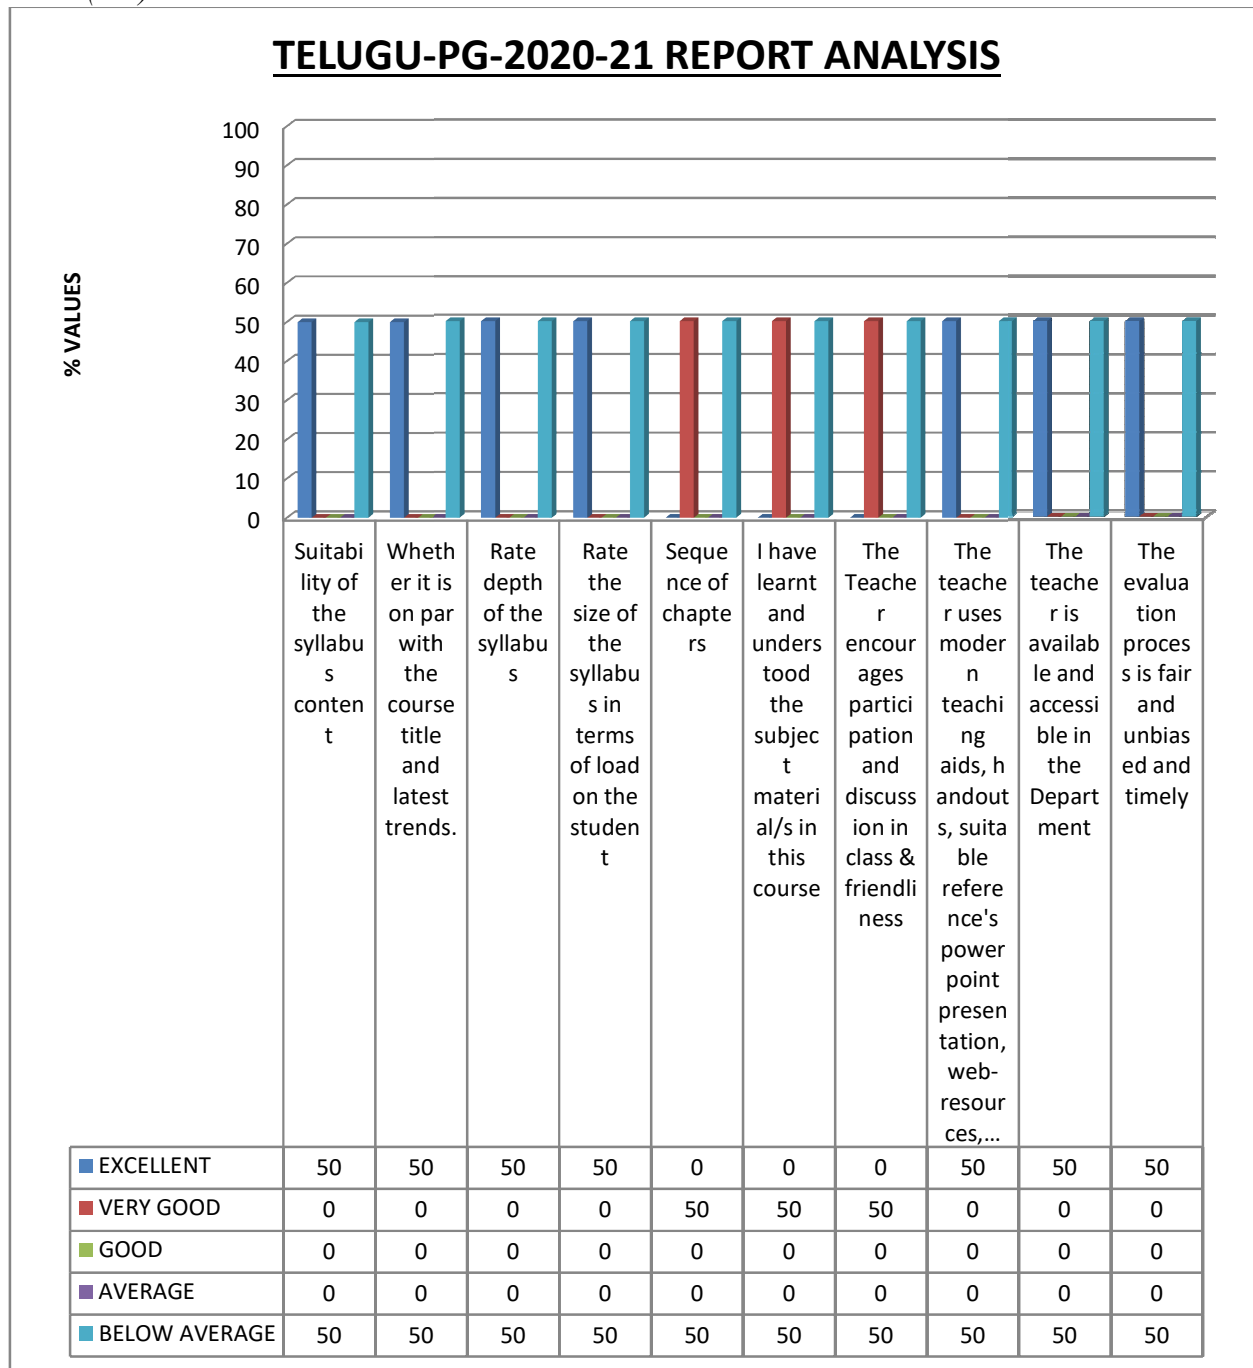 TELUGU-PG-2020-21 REPORT ANALYSIS
% VALUES
100
90
80
70
60
50
40
30
20
10
0
Suitabi
lity of
the
syllabu
s
conten
t
Wheth
er it is
on par
with
the
course
title
and
latest
trends.
Rate
depth
of the
syllabu
s
Rate
the
size of
the
syllabu
s in
terms
of load
on the
studen
t
Seque
nce of
chapte
rs
I have
learnt
and
unders
tood
the
subjec
t
materi
al/s in
this
course
The
Teache
r
encour
ages
partici
pation
and
discuss
ion in
class &
friendli
ness
The
teache
r uses
moder
n
teachi
ng
aids, h
andout
s, suita
ble
refere
nce's
power
point
presen
tation,
web-
resour
ces,...
The
teache
r is
availab
le and
accessi
ble in
the
Depart
ment
The
evalua
tion
proces
s is fair
and
unbias
ed and
timely
EXCELLENT 50 50 50 50 0 0 0 50 50 50
VERY GOOD 0 0 0 0 50 50 50 0 0 0
GOOD 0 0 0 0 0 0 0 0 0 0
AVERAGE 0 0 0 0 0 0 0 0 0 0
BELOW AVERAGE 50 50 50 50 50 50 50 50 50 50